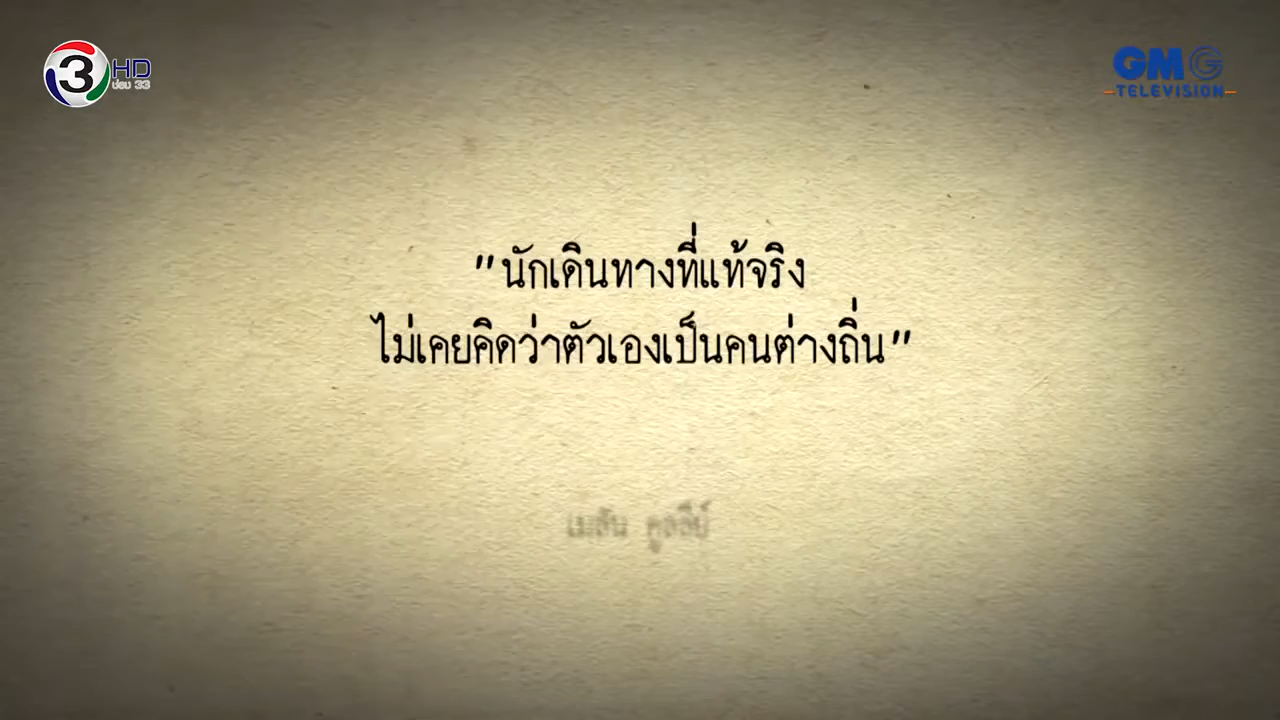 3 HD
ช่อง 33
GMG
TELEVISION
"นักเดินทางที่แท้จริง
ไม่เคยคิดว่าตัวเองเป็นคนต่างถิ่น"